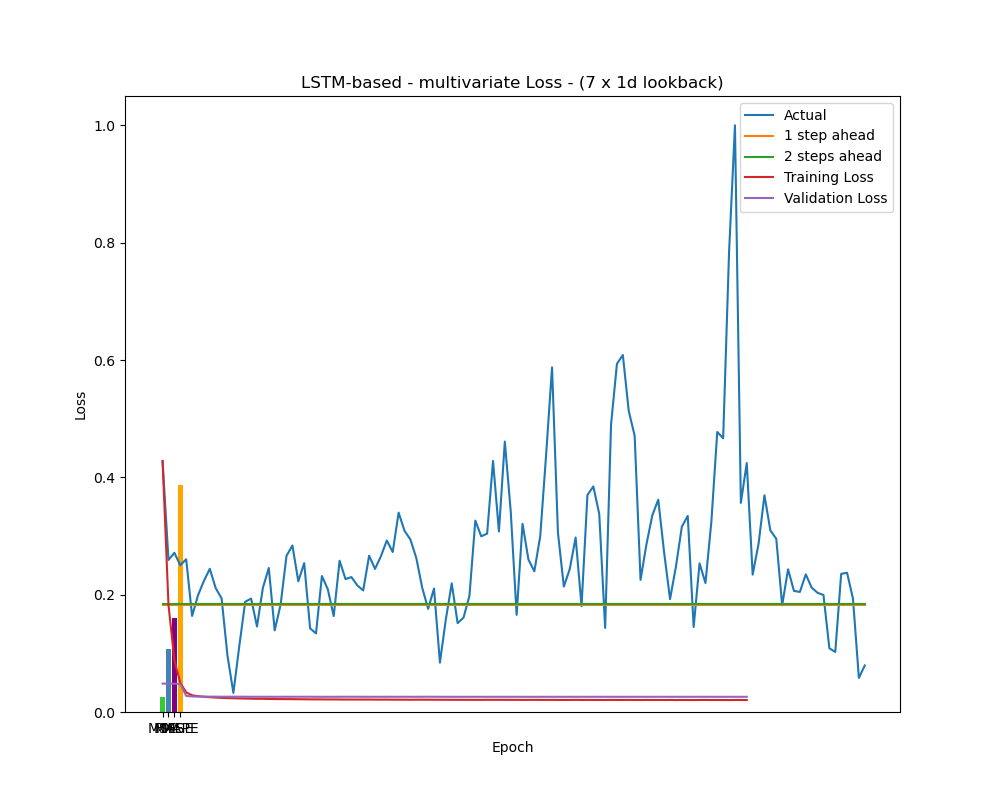 LSTM-based - multivariate Loss - (7 x 1d lookback)
Actual
1 step ahead
2 steps ahead
Training Loss
Validation Loss
1.0
0.8
0.6
0.4
0.2
0.0
Loss
Epoch